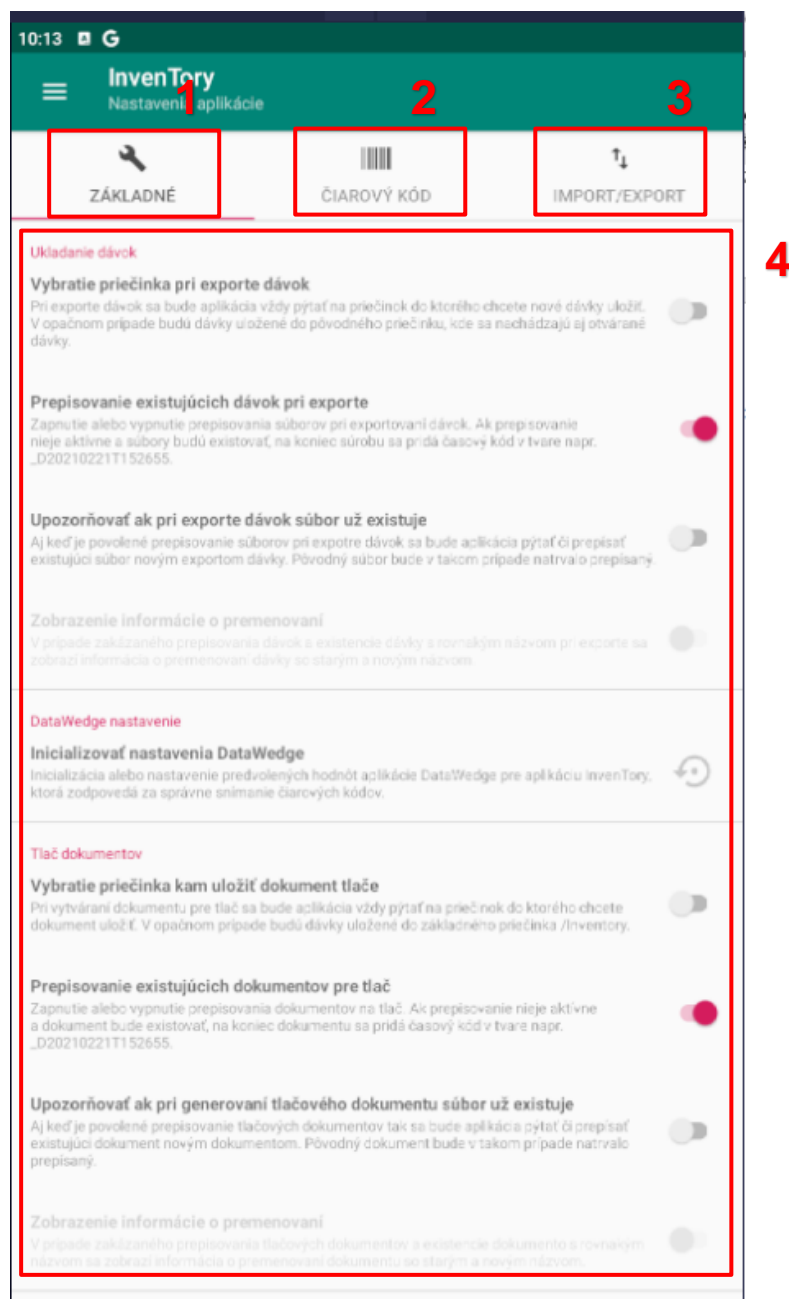 10:13 G
InvenTory
Nastavenia aplikácie
1
2
3
ZÁKLADNÉ
ČIAROVÝ KÓD
IMPORT/EXPORT
4
Ukladanie dávok
Vybratie priečinka pri exporte dávok
Pri exporte dávok sa bude aplikácia vždy pýtať na priečinok do ktorého chcete nové dávky uložiť.
V opačnom prípade budú dávky uložené do pôvodného priečinku, kde sa nachádzajú aj otvárané
dávky.
Prepisovanie existujúcich dávok pri exporte
Zapnutie alebo vypnutie prepisovania súborov pri exportovaní dávok. Ak prepisovanie
nieje aktívne a súbory budú existovať, na koniec súrobu sa pridá časový kód v tvare napr.
_D20210221T152655.
Upozorňovať ak pri exporte dávok súbor už existuje
Aj keď je povolené prepisovanie súborov pri expotre dávok sa bude aplikácia pýtať či prepísať
existujúci súbor novým exportom dávky. Pôvodný súbor bude v takom prípade natrvalo prepísaný.
Zobrazenie informácie o premenovaní
V prípade zakázaného prepisovania dávok a existencie dávky s rovnakým názvom pri exporte sa
zobrazí informácia o premenovaní dávky so starým a novým názvom.
DataWedge nastavenie
Inicializovať nastavenia DataWedge
Inicializácia alebo nastavenie predvolených hodnôt aplikácie DataWedge pre aplikáciu InvenTory,
ktorá zodpovedá za správne snímanie čiarových kódov.
Tlač dokumentov
Vybratie priečinka kam uložiť dokument tlače
Pri vytváraní dokumentu pre tlač sa bude aplikácia vždy pýtať na priečinok do ktorého chcete
dokument uložiť. V opačnom prípade budú dávky uložené do základného priečinka /Inventory.
Prepisovanie existujúcich dokumentov pre tlač
Zapnutie alebo vypnutie prepisovania dokumentov na tlač. Ak prepisovanie nieje aktívne
a dokument bude existovať, na koniec dokumentu sa pridá časový kód v tvare napr.
_D20210221T152655.
Upozorňovať ak pri generovaní tlačového dokumentu súbor už existuje
Aj keď je povolené prepisovanie tlačových dokumentov tak sa bude aplikácia pýtať či prepísať
existujúci dokument novým dokumentom. Pôvodný dokument bude v takom prípade natrvalo
prepísaný.
Zobrazenie informácie o premenovaní
V prípade zakázaného prepisovania tlačových dokumentov a existencie dokumento s rovnakým
názvom sa zobrazí informácia o premenovaní dokumentu so starým a novým názvom.